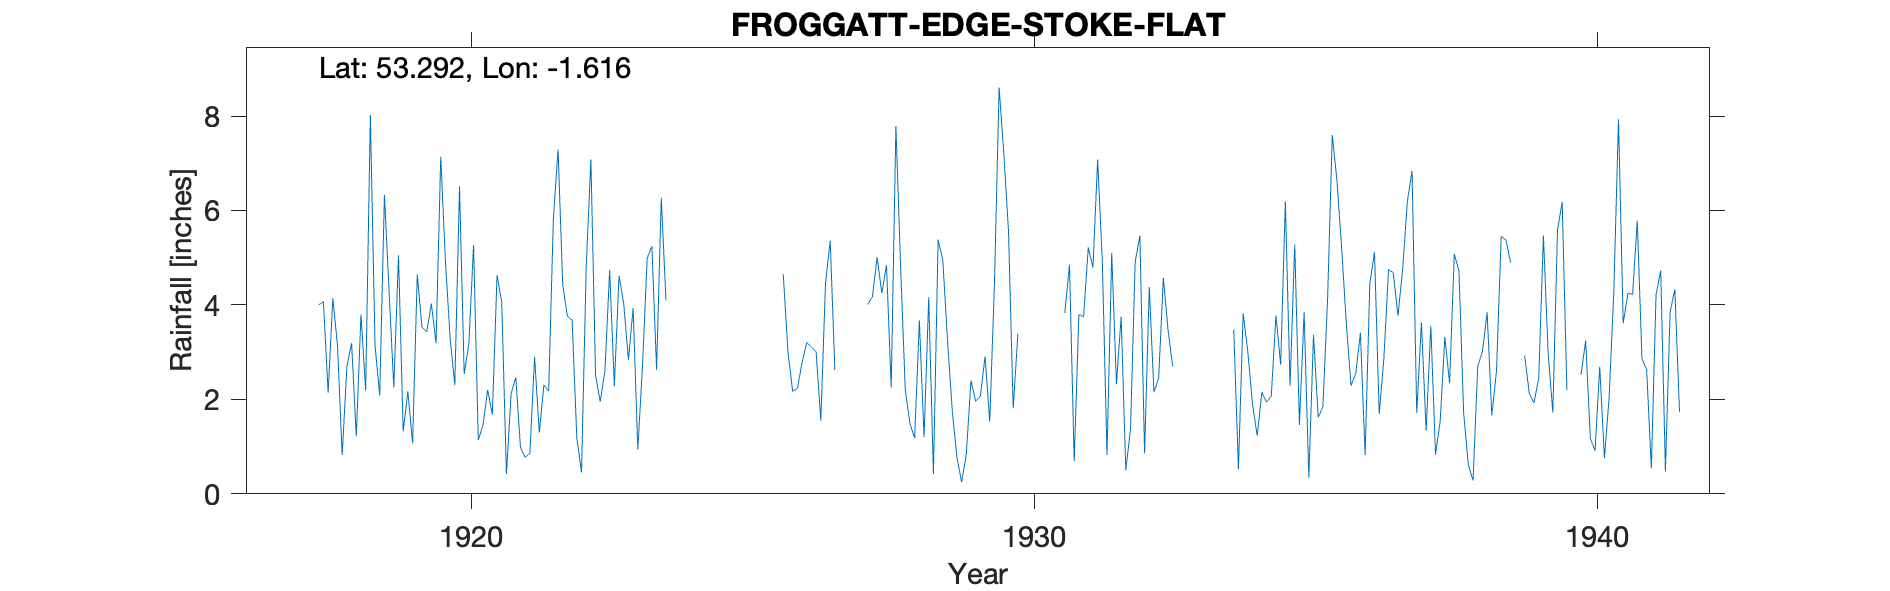 FROGGATT-EDGE-STOKE-FLAT
Lat: 53.292, Lon: -1.616
Rainfall [inches]
8
6
4
2
0
1920
1930
1940
Year